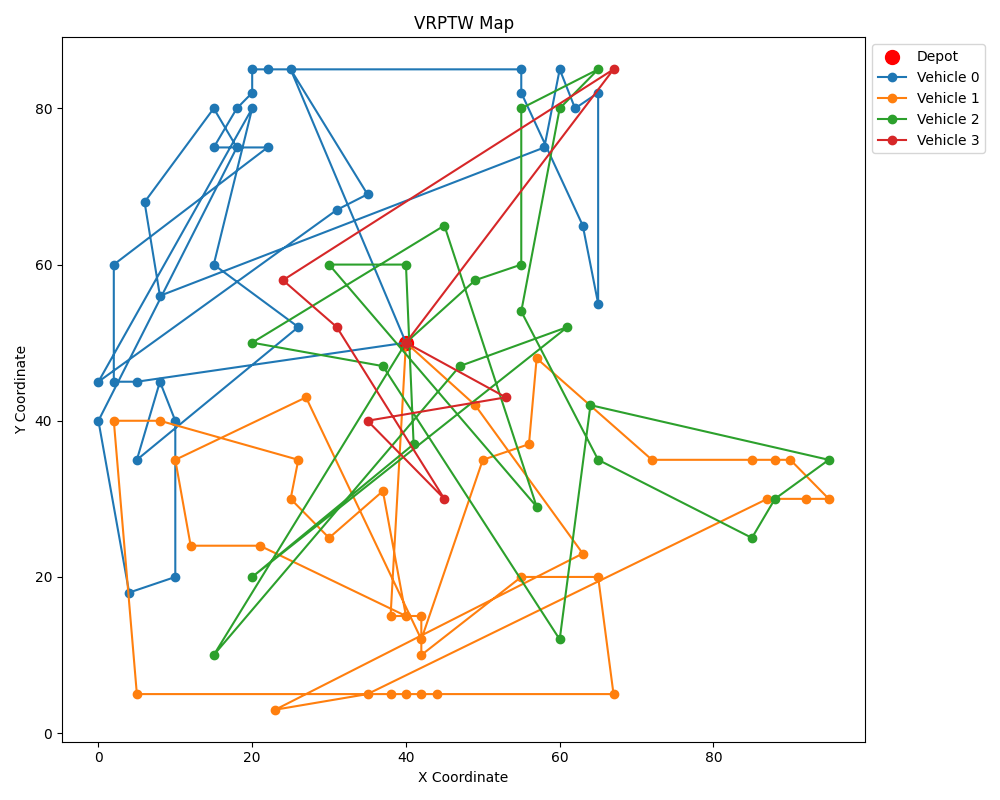 VRPTW Map
Depot
Vehicle 0
Vehicle 1
Vehicle 2
Vehicle 3
80
60
40
20
0
Y Coordinate
0 20 40 60 80
X Coordinate